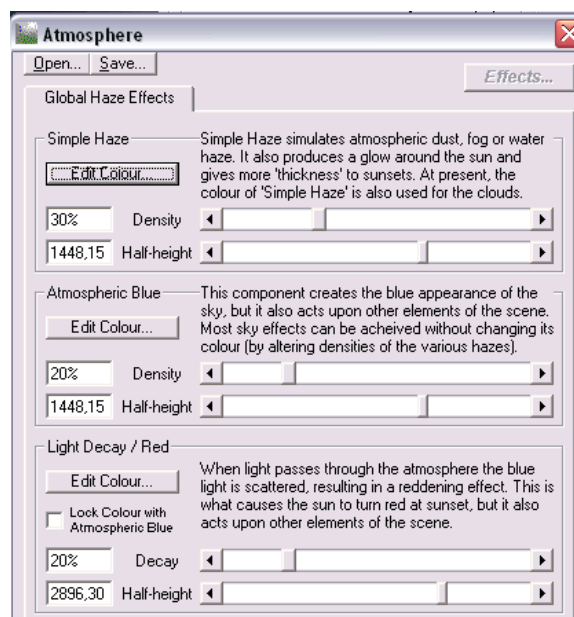 Atmosphere
Open... Save...
Effects...
Global Haze Effects
Simple Haze
Simple Haze simulates atmospheric dust, fog or water
haze. It also produces a glow around the sun and
gives more 'thickness' to sunsets. At present, the
colour of 'Simple Haze' is also used for the clouds.
Edit Colour...
30% Density
1448,15 Half-height
Atmospheric Blue
This component creates the blue appearance of the
sky, but it also acts upon other elements of the scene.
Most sky effects can be acheived without changing its
colour (by altering densities of the various hazes).
Edit Colour...
20% Density
1448,15 Half-height
Light Decay / Red
When light passes through the atmosphere the blue
light is scattered, resulting in a reddening effect. This is
what causes the sun to turn red at sunset, but it also
acts upon other elements of the scene.
Edit Colour...
Lock Colour with
Atmospheric Blue
20% Decay
2896,30 Half-height